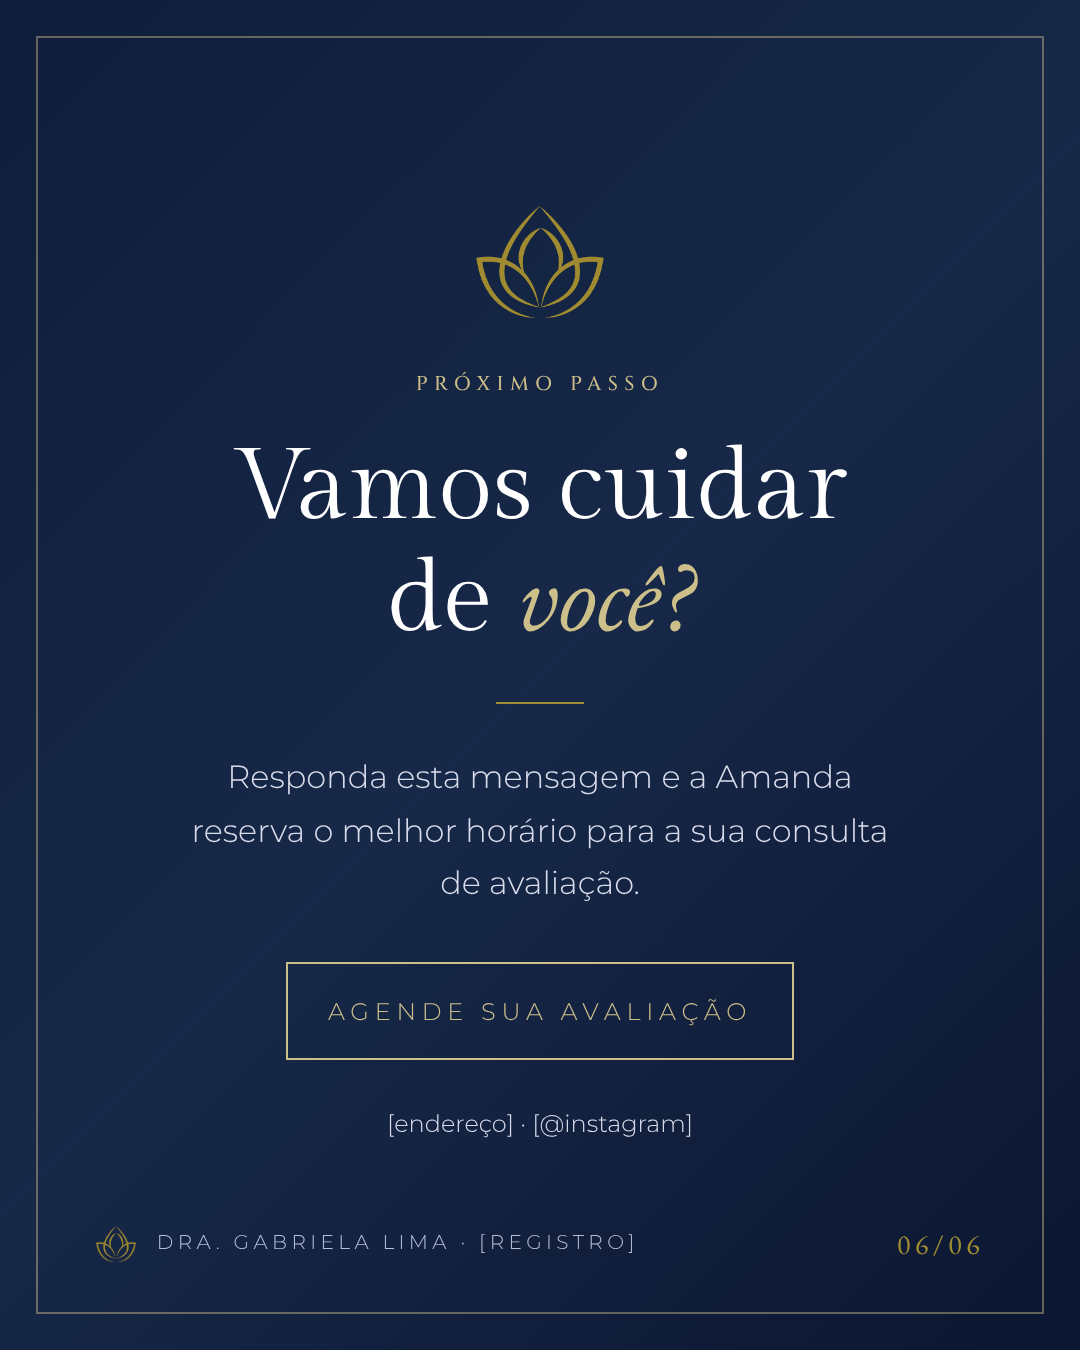 PRÓXIMO PASSO
Vamos cuidar
de você?
Responda esta mensagem e a Amanda
reserva o melhor horário para a sua consulta
de avaliação.
AGENDE SUA AVALIAÇÃO
[endereço] · [@instagram]
DRA. GABRIELA LIMA · [REGISTRO]
06/06